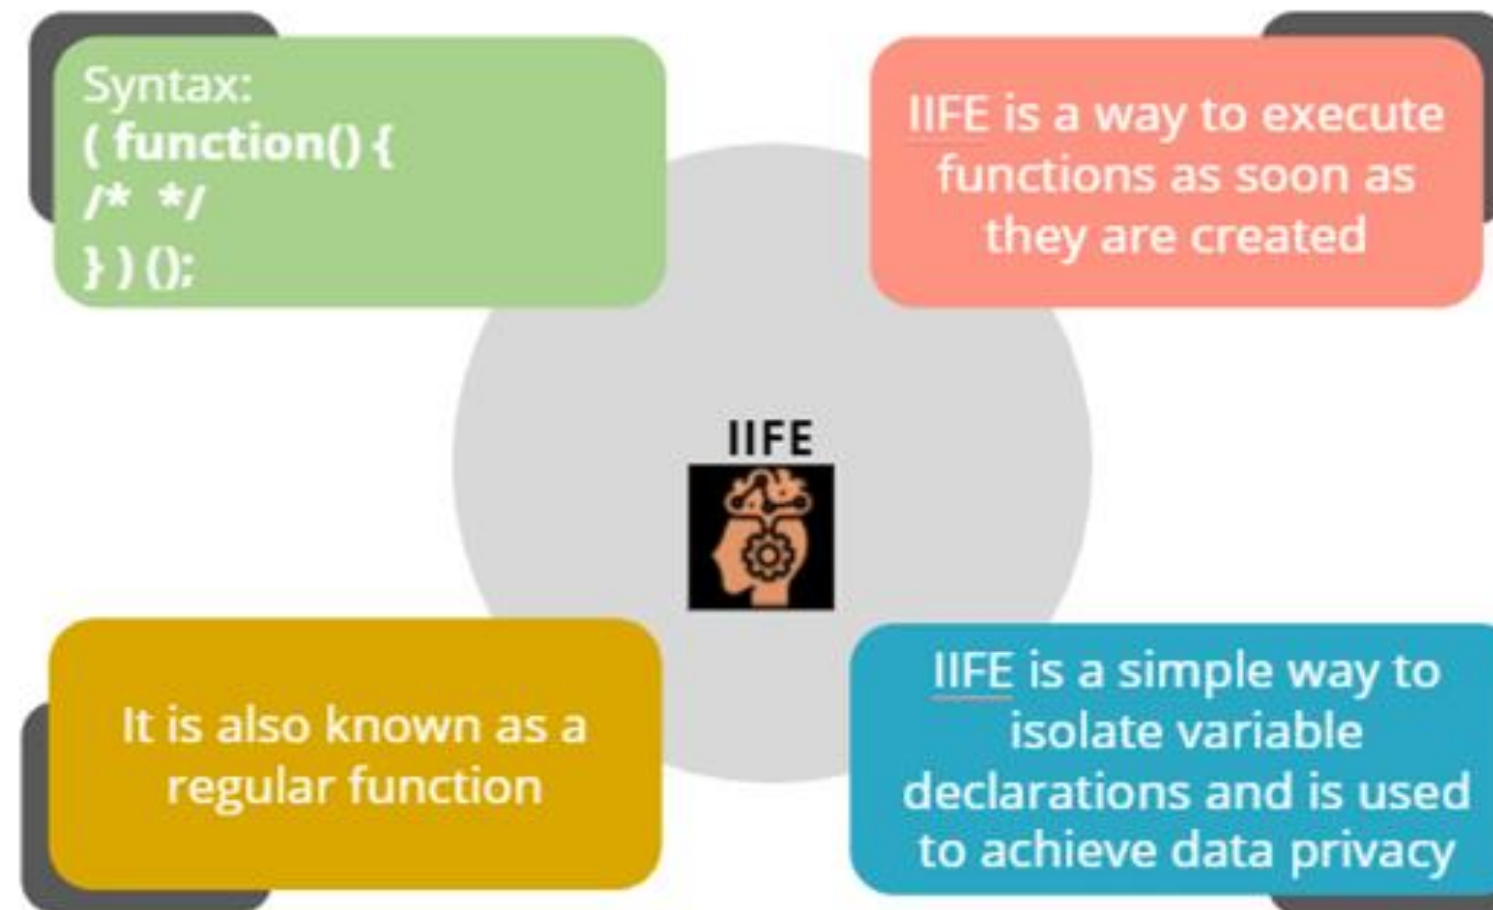 Syntax:
( function() {
/*  */
} ) ();
IIFE is a way to execute
functions as soon as
they are created
IIFE
It is also known as a
regular function
IIFE is a simple way to
isolate variable
declarations and is used
to achieve data privacy